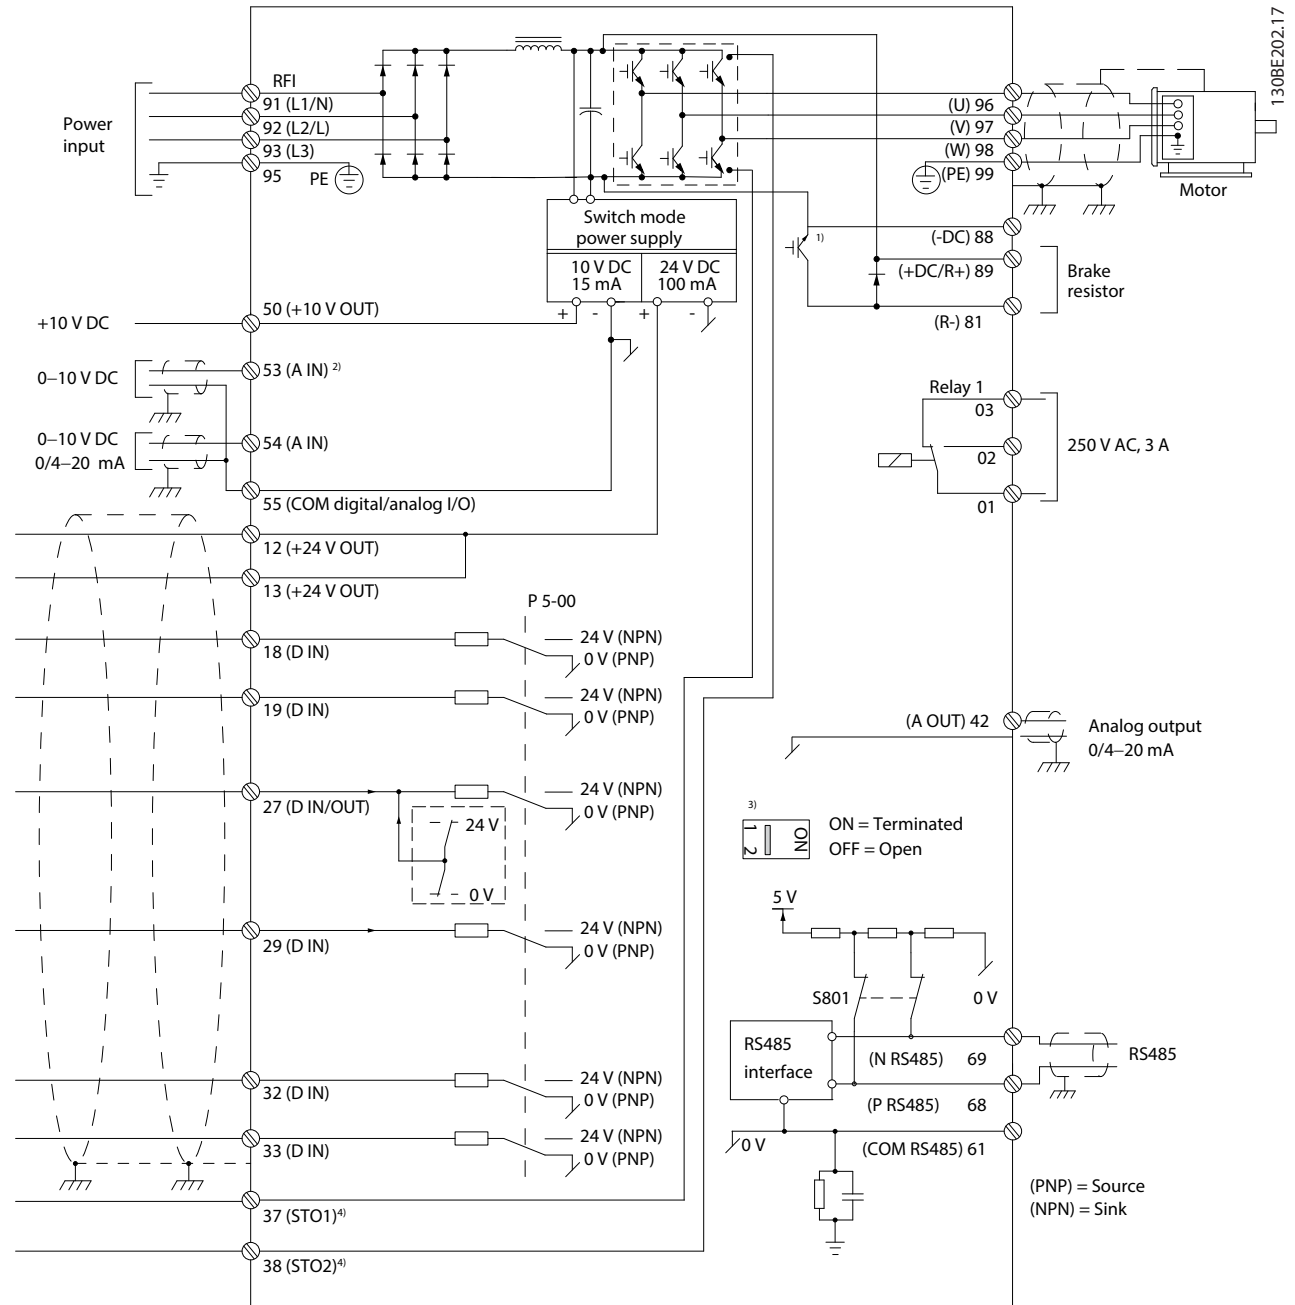 130BE202.17
Power
input
RFI
91 (L1/N)
92 (L2/L)
93 (L3)
95
PE
(U) 96
(V) 97
(W) 98
(PE) 99
Motor
Switch mode
power supply
10 V DC
15 mA
24 V DC
100 mA
+
-
+
-
1)
(-DC) 88
(+DC/R+) 89
(R-) 81
Brake
resistor
+10 V DC
50 (+10 V OUT)
0–10 V DC
53 (A IN) 2)
0–10 V DC
0/4–20 mA
54 (A IN)
55 (COM digital/analog I/O)
12 (+24 V OUT)
13 (+24 V OUT)
Relay 1
03
02
01
250 V AC, 3 A
P 5-00
18 (D IN)
24 V (NPN)
0 V (PNP)
19 (D IN)
24 V (NPN)
0 V (PNP)
27 (D IN/OUT)
24 V (NPN)
0 V (PNP)
24 V
0 V
29 (D IN)
24 V (NPN)
0 V (PNP)
32 (D IN)
24 V (NPN)
0 V (PNP)
33 (D IN)
24 V (NPN)
0 V (PNP)
37 (STO1)4)
38 (STO2)4)
(A OUT) 42
Analog output
0/4–20 mA
3)
1 2
ON
ON = Terminated
OFF = Open
5 V
S801
0 V
RS485
interface
(N RS485) 69
(P RS485) 68
RS485
0 V
(COM RS485) 61
(PNP) = Source
(NPN) = Sink